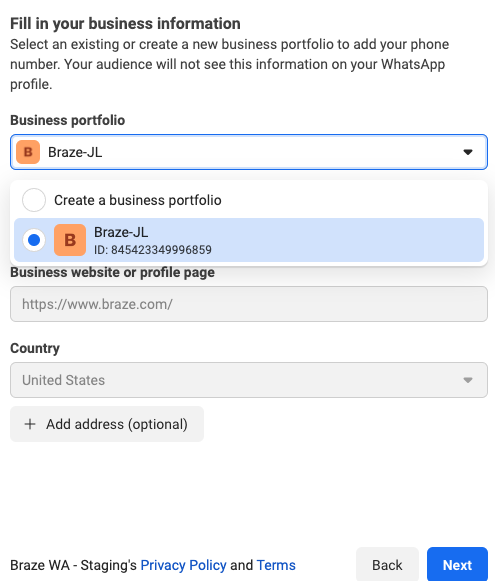 Fill in your business information
Select an existing or create a new business portfolio to add your phone
number. Your audience will not see this information on your WhatsApp
profile.
Business portfolio
B Braze-JL
Create a business portfolio
B Braze-JL
ID: 845423349996859
Business website or profile page
https://www.braze.com/
Country
United States
+ Add address (optional)
Braze WA - Staging's Privacy Policy and Terms
Back
Next